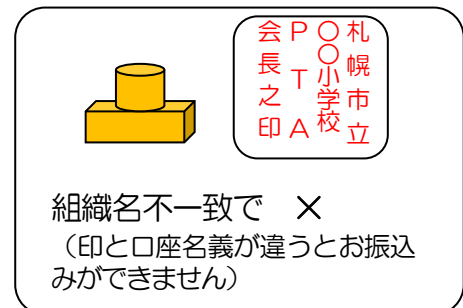 札幌市立
〇〇小学校
PTA
会長之印
組織名不一致で ×
（印と口座名義が違うとお振込
みができません）